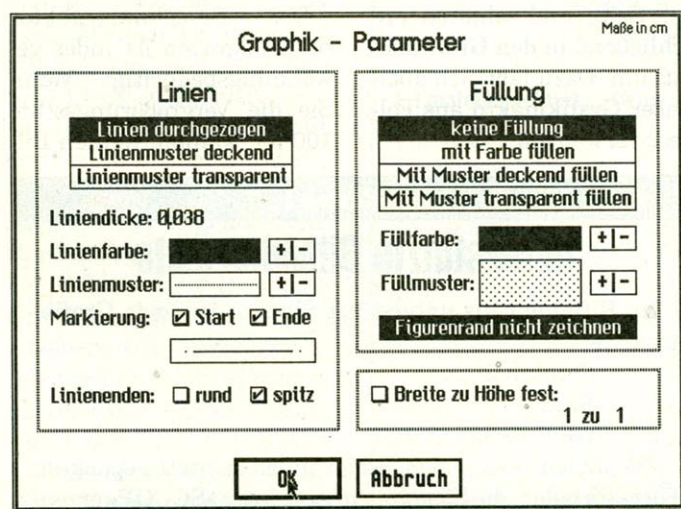 Maße in cm
Graphik – Parameter
Linien
Linien durchgezogen
Linienmuster deckend
Linienmuster transparent
Liniendicke: 0,038
Linienfarbe: + | -
Linienmuster: + | -
Markierung: Start Ende
Linienenden: rund spitz
Füllung
keine Füllung
mit Farbe füllen
Mit Muster deckend füllen
Mit Muster transparent füllen
Füllfarbe: + | -
Füllmuster: + | -
Figurenrand nicht zeichnen
Breite zu Höhe fest:
1 zu 1
OK
Abbruch